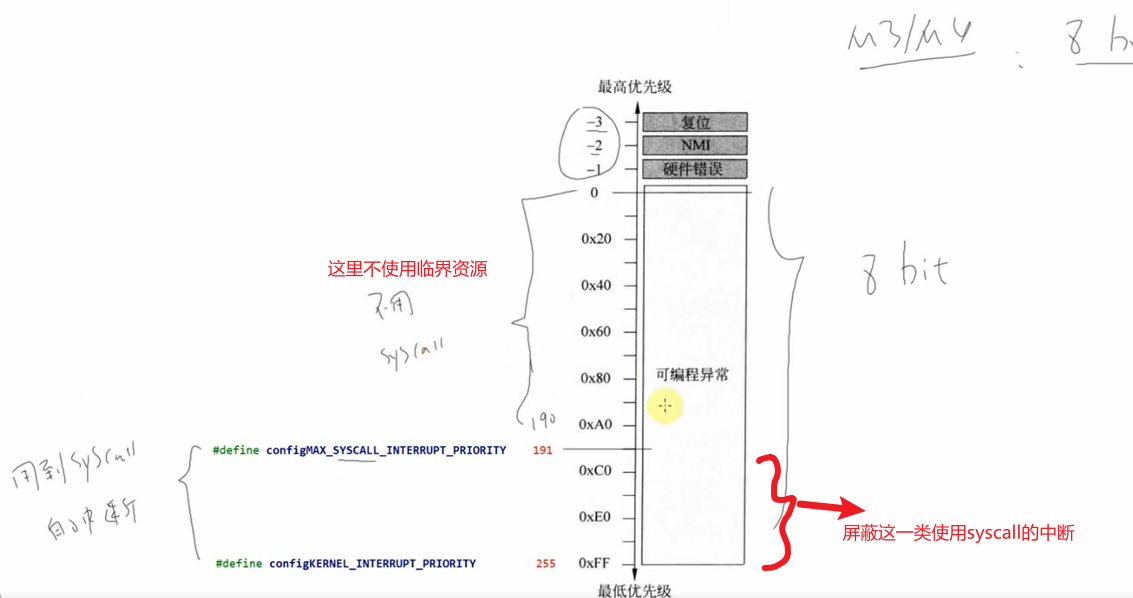 M3/M4 : 8 b
最高优先级
-3 复位
-2 NMI
-1 硬件错误
0
0x20
这里不使用临界资源
8 bit
不用
0x40
0x60
syscall
0x80 可编程异常
190
0xA0
用到syscall
#define configMAX_SYSCALL_INTERRUPT_PRIORITY 191
0xC0
0xE0
屏蔽这一类使用syscall的中断
#define configKERNEL_INTERRUPT_PRIORITY 255 0xFF
最低优先级